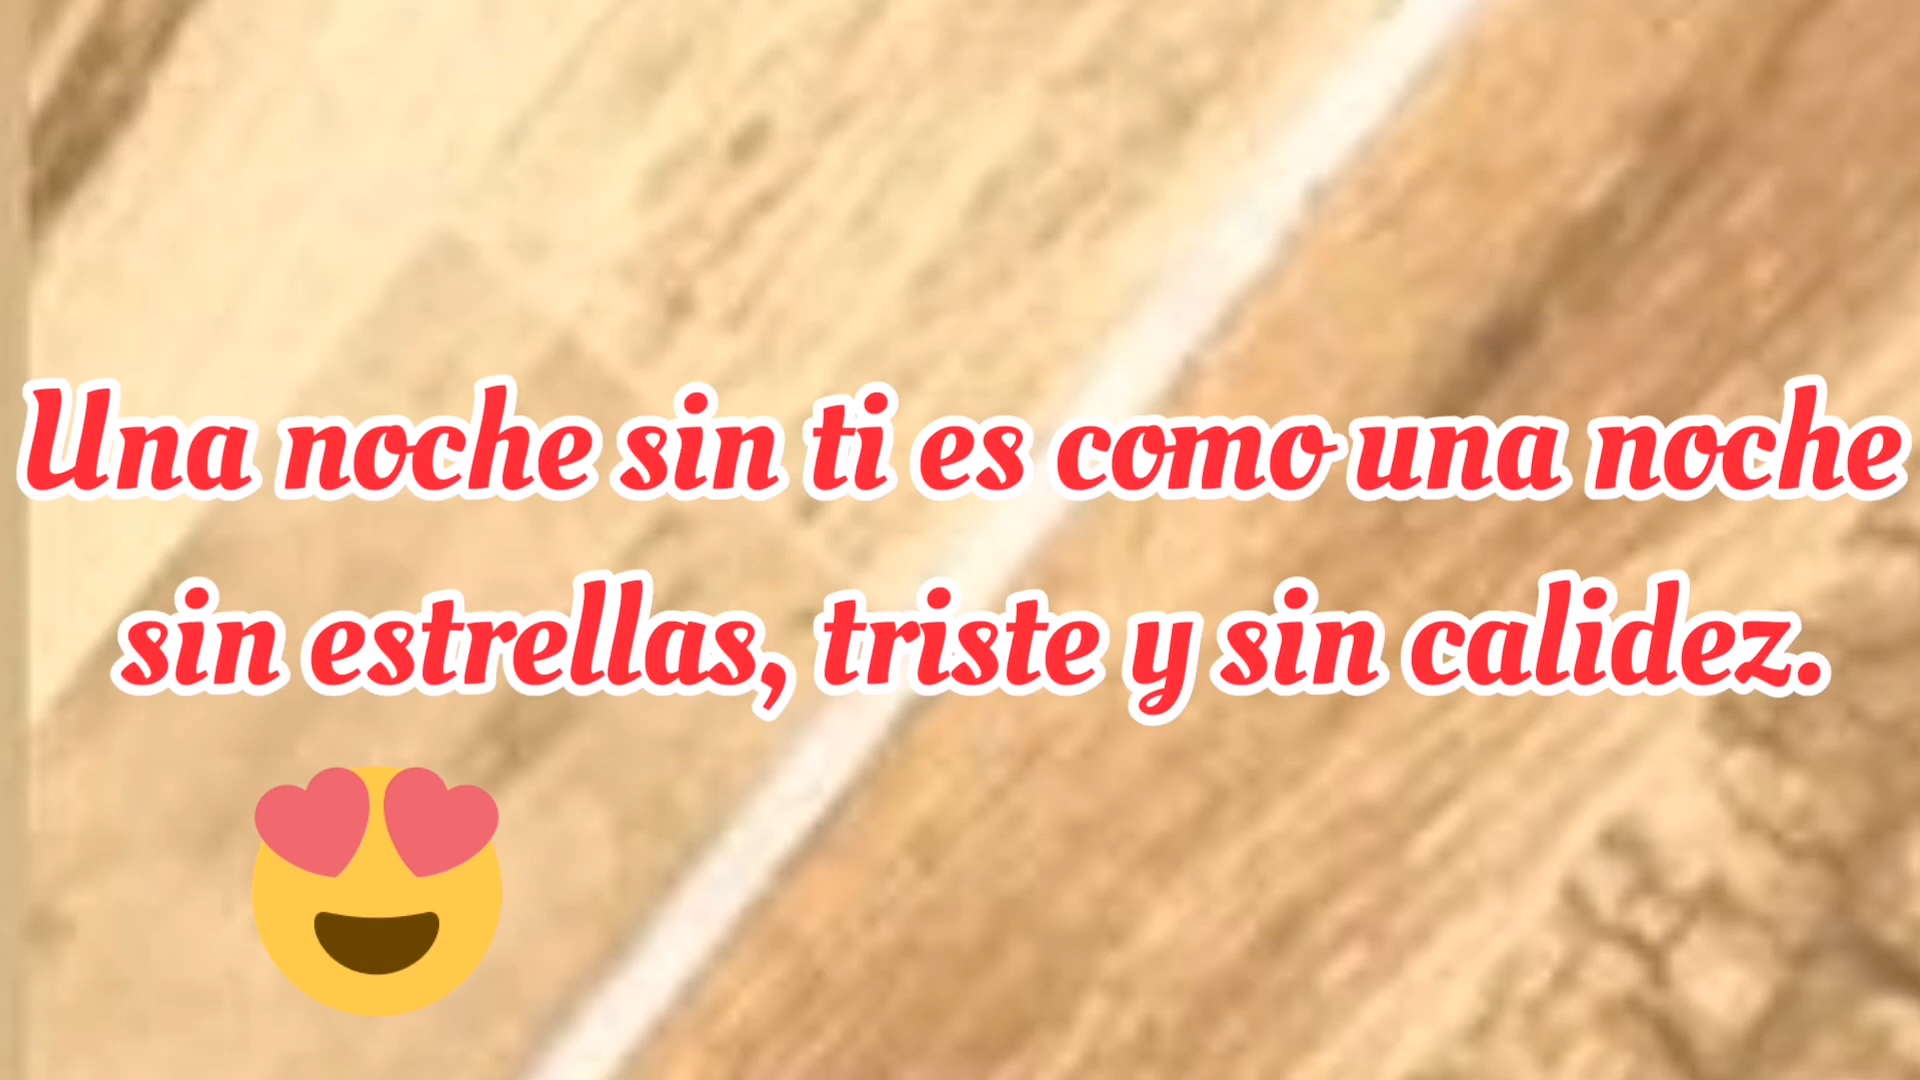 Una noche sin ti es como una noche
sin estrellas, triste y sin calidez.